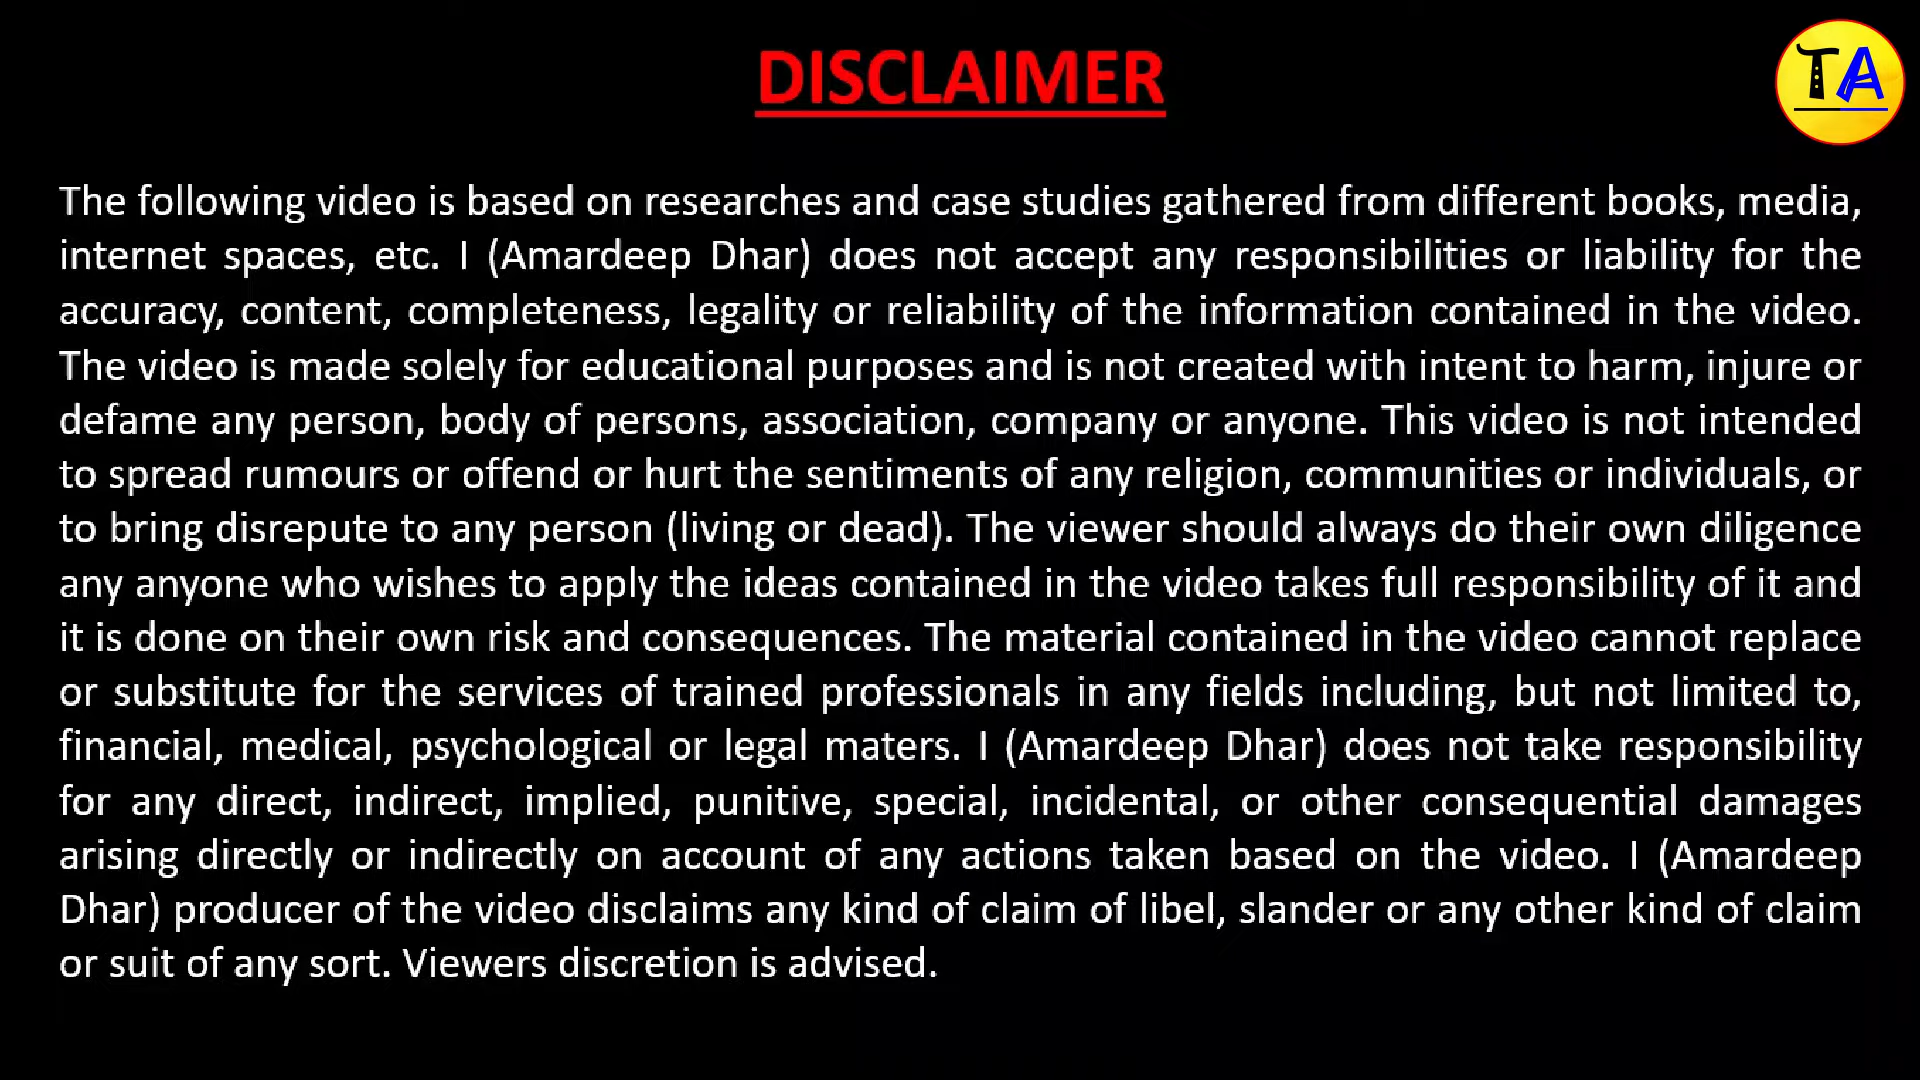 DISCLAIMER
TA
The following video is based on researches and case studies gathered from different books, media,
internet spaces, etc. I (Amardeep Dhar) does not accept any responsibilities or liability for the
accuracy, content, completeness, legality or reliability of the information contained in the video.
The video is made solely for educational purposes and is not created with intent to harm, injure or
defame any person, body of persons, association, company or anyone. This video is not intended
to spread rumours or offend or hurt the sentiments of any religion, communities or individuals, or
to bring disrepute to any person (living or dead). The viewer should always do their own diligence
any anyone who wishes to apply the ideas contained in the video takes full responsibility of it and
it is done on their own risk and consequences. The material contained in the video cannot replace
or substitute for the services of trained professionals in any fields including, but not limited to,
financial, medical, psychological or legal maters. I (Amardeep Dhar) does not take responsibility
for any direct, indirect, implied, punitive, special, incidental, or other consequential damages
arising directly or indirectly on account of any actions taken based on the video. I (Amardeep
Dhar) producer of the video disclaims any kind of claim of libel, slander or any other kind of claim
or suit of any sort. Viewers discretion is advised.